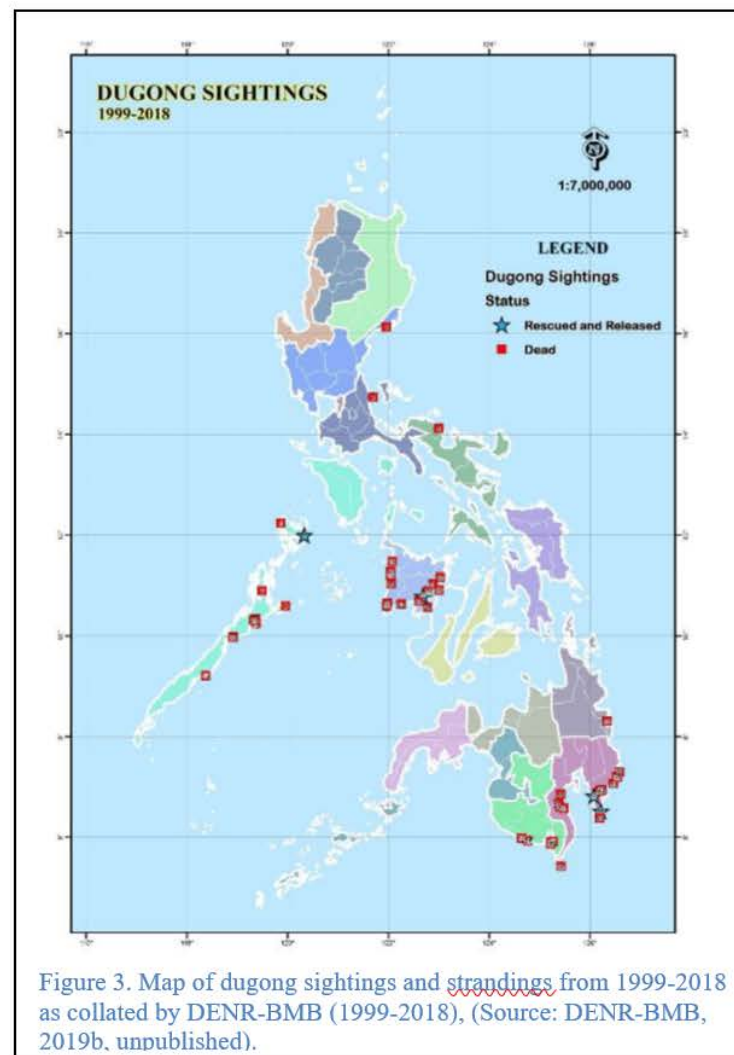 DUGONG SIGHTINGS
1999-2018
N
1:7,000,000
LEGEND
Dugong Sightings
Status
Rescued and Released
Dead
Figure 3. Map of dugong sightings and strandings from 1999-2018
as collated by DENR-BMB (1999-2018), (Source: DENR-BMB,
2019b, unpublished).